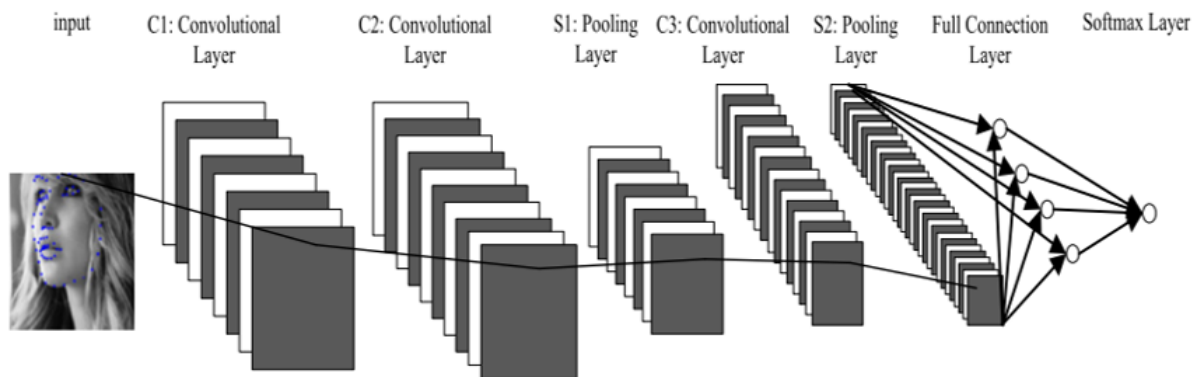 input
C1: Convolutional
Layer
C2: Convolutional
Layer
S1: Pooling
Layer
C3: Convolutional
Layer
S2: Pooling
Layer
Full Connection
Layer
Softmax Layer